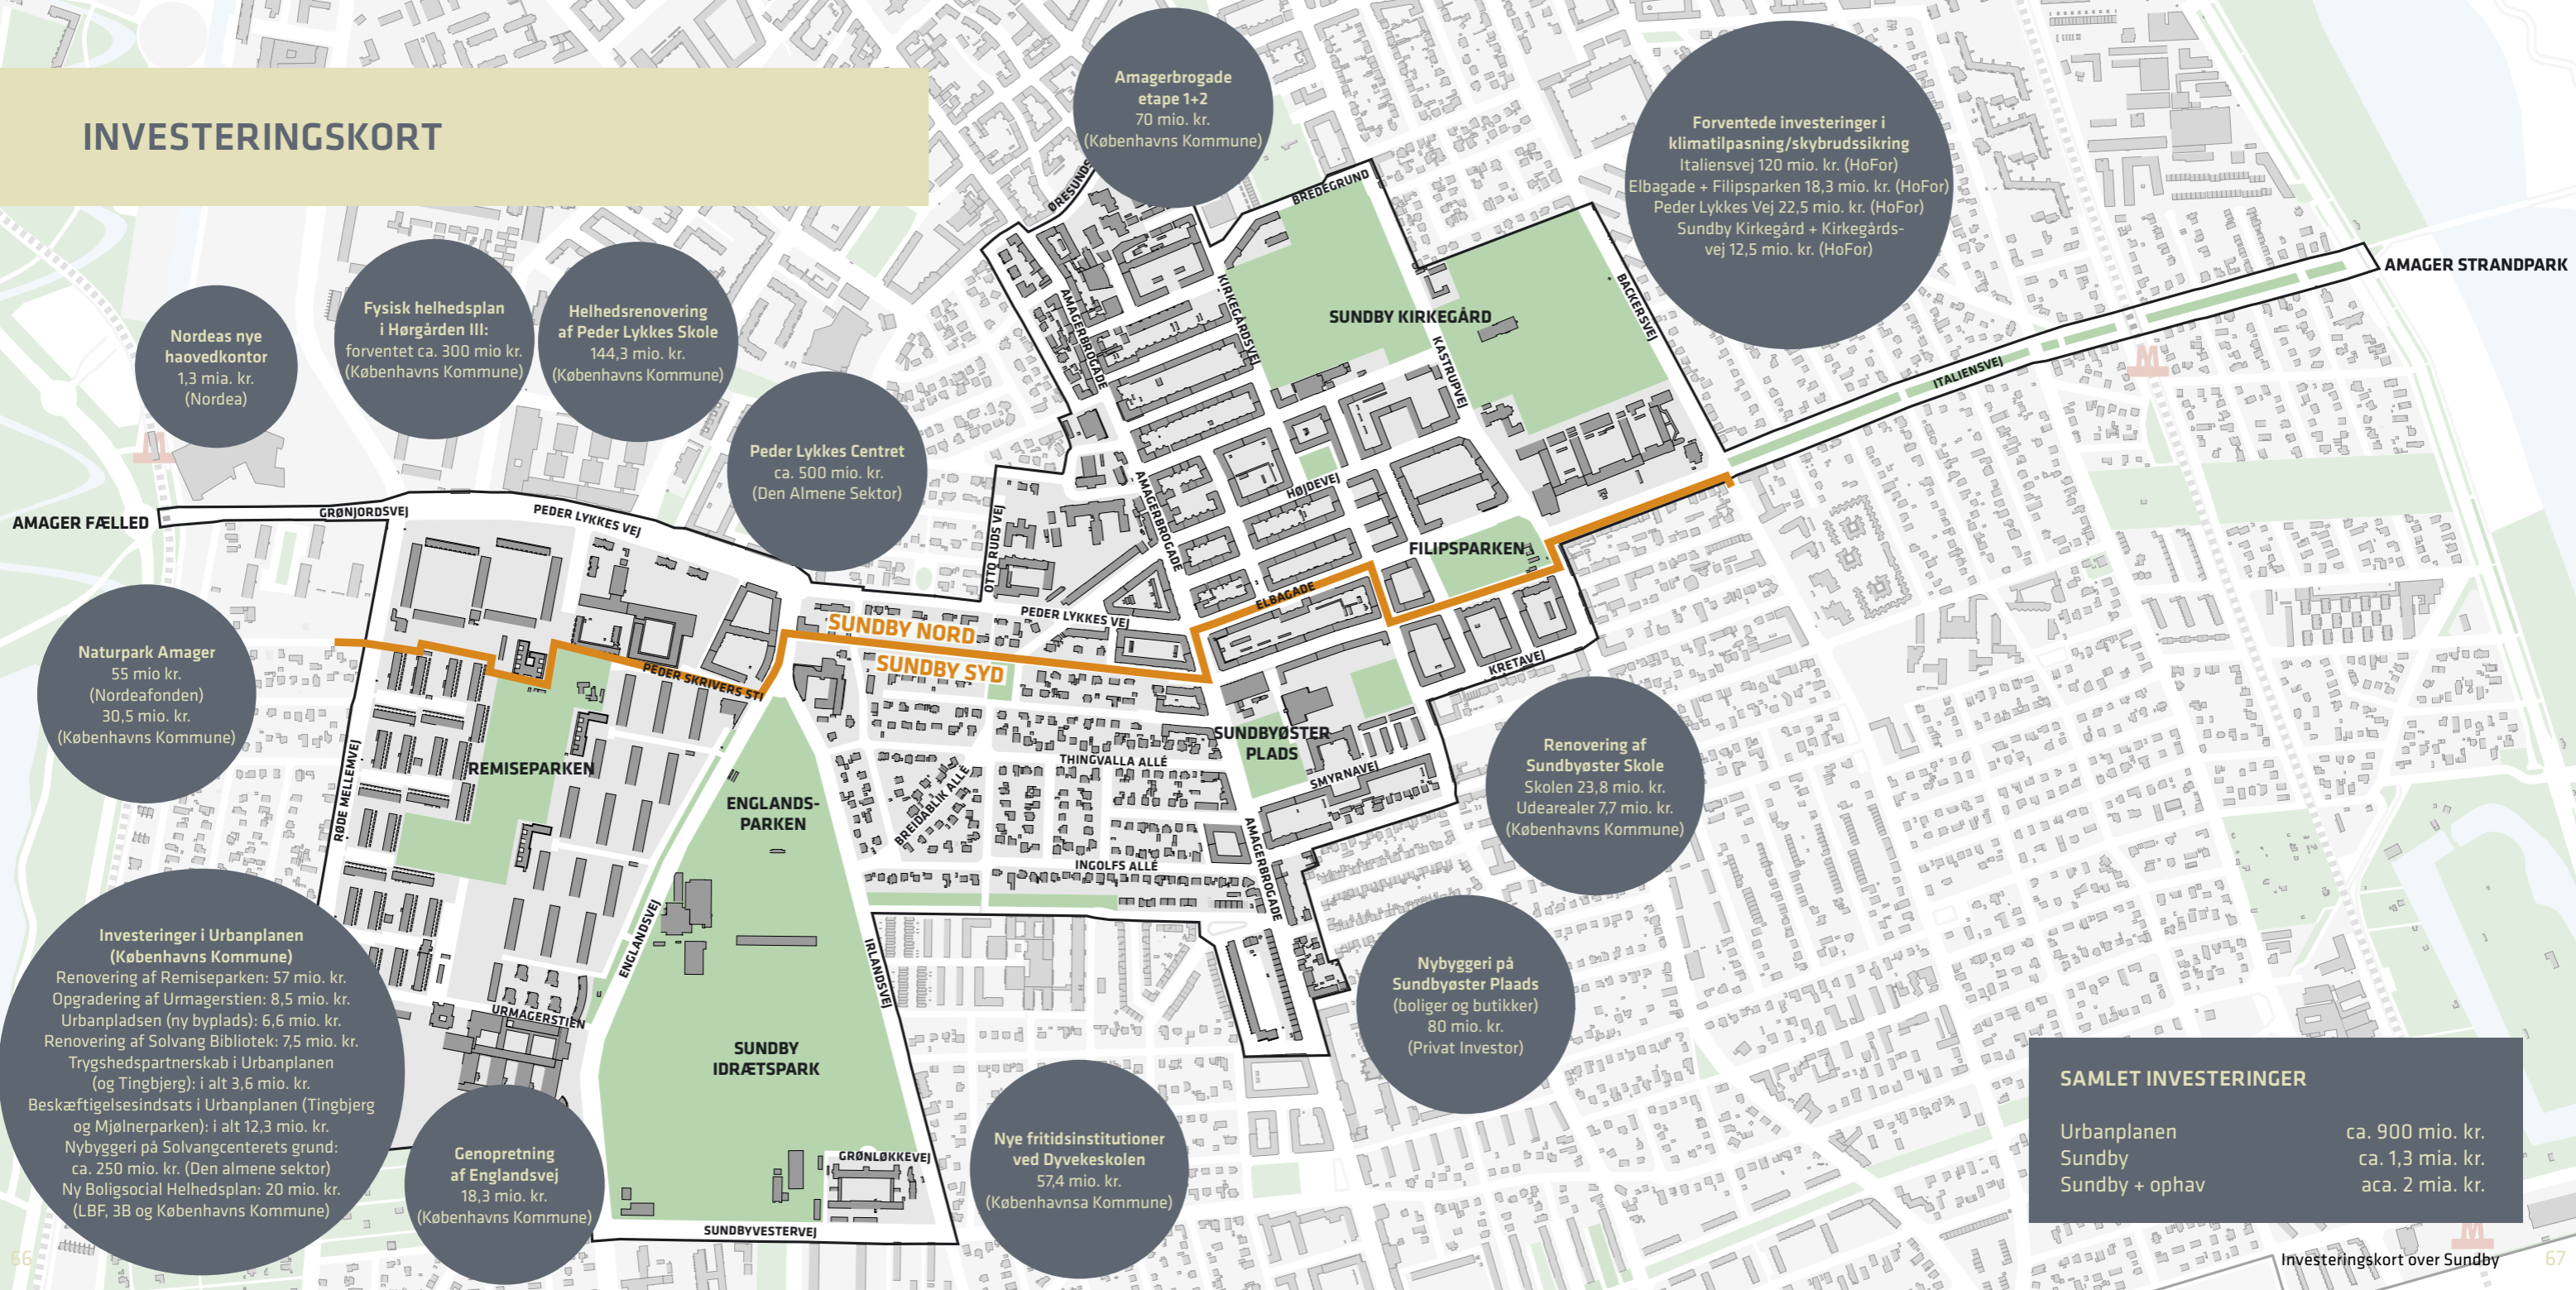 INVESTERINGSKORT
Amagerbrogade
etape 1+2
70 mio. kr.
(Københavns Kommune)
Forventede investeringer i
klimatilpasning/skybrudssikring
Italiensvej 120 mio. kr. (HoFor)
Elbagade + Filipsparken 18,3 mio. kr. (HoFor)
Peder Lykkes Vej 22,5 mio. kr. (HoFor)
Sundby Kirkegård + Kirkegårds-
vej 12,5 mio. kr. (HoFor)
Nordeas nye
haovedkontor
1,3 mia. kr.
(Nordea)
Fysisk helhedsplan
i Hørgården III:
forventet ca. 300 mio kr.
(Københavns Kommune)
Helhedsrenovering
af Peder Lykkes Skole
144,3 mio. kr.
(Københavns Kommune)
Peder Lykkes Centret
ca. 500 mio. kr.
(Den Almene Sektor)
ØRESUNDS
BREDEGRUND
AMAGERBROGADE
KIRKEGÅRDSVEJ
SUNDBY KIRKEGÅRD
KASTRUPVEJ
BACKERSVEJ
AMAGER STRANDPARK
ITALIENSVEJ
M
AMAGER FÆLLED
GRØNJORDSVEJ
PEDER LYKKES VEJ
OTTO RUDS VEJ
AMAGERBROGADE
HØJDEVEJ
FILIPSPARKEN
ELBAGADE
PEDER LYKKES VEJ
SUNDBY NORD
SUNDBY SYD
PEDER SKRIVERS STI
KRETAVEJ
Naturpark Amager
55 mio kr.
(Nordeafonden)
30,5 mio. kr.
(Københavns Kommune)
RØDE MELLEMVEJ
REMISEPARKEN
ENGLANDS-
PARKEN
THINGVALLA ALLÉ
BREIDABLIK ALLÉ
INGOLFS ALLÉ
SUNDBYØSTER
PLADS
SMYRNAVEJ
AMAGERBROGADE
Renovering af
Sundbyøster Skole
Skolen 23,8 mio. kr.
Udearealer 7,7 mio. kr.
(Københavns Kommune)
Investeringer i Urbanplanen
(Københavns Kommune)
Renovering af Remiseparken: 57 mio. kr.
Opgradering af Urmagerstien: 8,5 mio. kr.
Urbanpladsen (ny byplads): 6,6 mio. kr.
Renovering af Solvang Bibliotek: 7,5 mio. kr.
Trygshedspartnerskab i Urbanplanen
(og Tingbjerg): i alt 3,6 mio. kr.
Beskæftigelsesindsats i Urbanplanen (Tingbjerg
og Mjølnerparken): i alt 12,3 mio. kr.
Nybyggeri på Solvangcenterets grund:
ca. 250 mio. kr. (Den almene sektor)
Ny Boligsocial Helhedsplan: 20 mio. kr.
(LBF, 3B og Københavns Kommune)
ENGLANDSVEJ
IRLANDSVEJ
URMAGERSTIEN
SUNDBY
IDRÆTSPARK
Nybyggeri på
Sundbyøster Plaads
(boliger og butikker)
80 mio. kr.
(Privat Investor)
Genopretning
af Englandsvej
18,3 mio. kr.
(Københavns Kommune)
GRØNLØKKEVEJ
SUNDBYVESTERVEJ
Nye fritidsinstitutioner
ved Dyvekeskolen
57,4 mio. kr.
(Københavnsa Kommune)
SAMLET INVESTERINGER
Urbanplanen ca. 900 mio. kr.
Sundby ca. 1,3 mia. kr.
Sundby + ophav aca. 2 mia. kr.
M
66
Investeringskort over Sundby 67